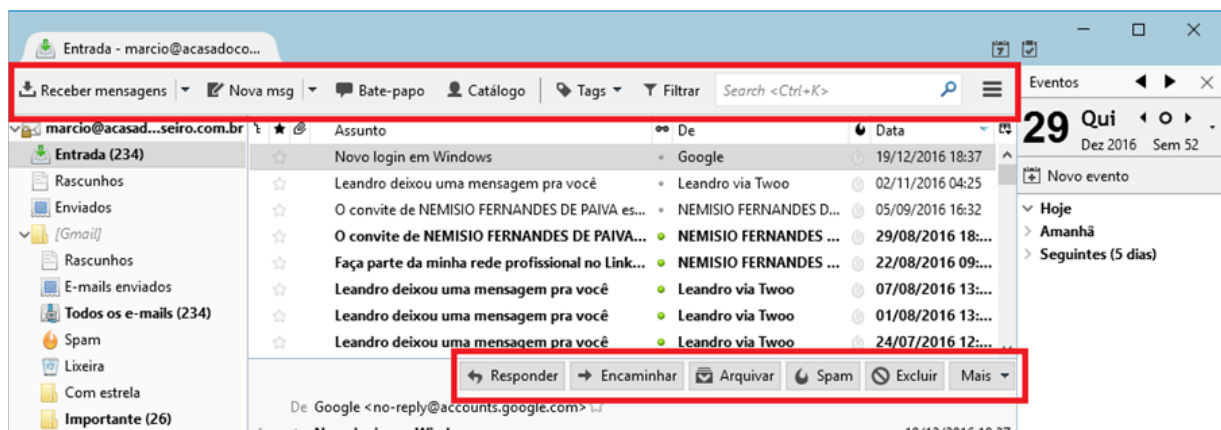 Entrada - marcio@acasadoco...
Receber mensagens Nova msg Bate-papo Catálogo Tags Filtrar Search <Ctrl+K>
Eventos
marcio@acasad...seiro.com.br
Entrada (234)
Rascunhos
Enviados
[Gmail]
Rascunhos
E-mails enviados
Todos os e-mails (234)
Spam
Lixeira
Com estrela
Importante (26)
Assunto De Data
Novo login em Windows Google 19/12/2016 18:37
Leandro deixou uma mensagem pra você Leandro via Twoo 02/11/2016 04:25
O convite de NEMISIO FERNANDES DE PAIVA es... NEMISIO FERNANDES D... 05/09/2016 16:32
O convite de NEMISIO FERNANDES DE PAIVA... NEMISIO FERNANDES ... 29/08/2016 18:...
Faça parte da minha rede profissional no Link... NEMISIO FERNANDES ... 22/08/2016 09:...
Leandro deixou uma mensagem pra você Leandro via Twoo 07/08/2016 13:...
Leandro deixou uma mensagem pra você Leandro via Twoo 01/08/2016 13:...
Leandro deixou uma mensagem pra você Leandro via Twoo 24/07/2016 12:...
Responder Encaminhar Arquivar Spam Excluir Mais
De Google <no-reply@accounts.google.com>
29 Qui
Dez 2016 Sem 52
Novo evento
Hoje
Amanhã
Seguintes (5 dias)